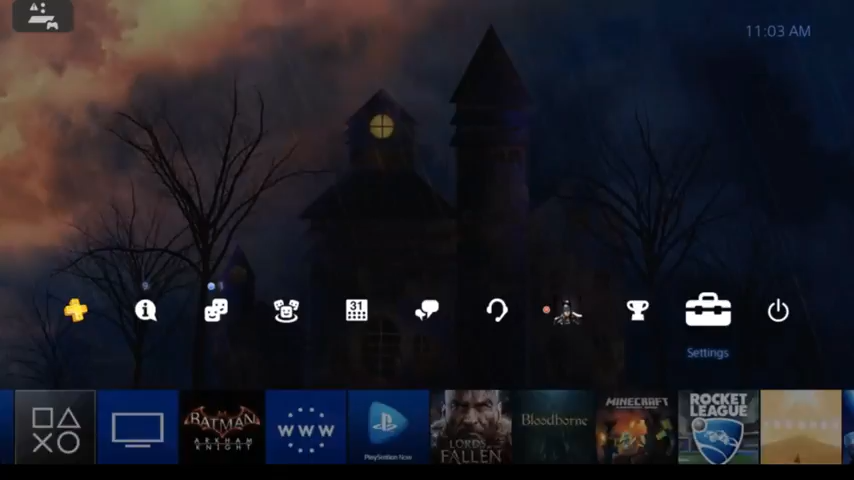 11:03 AM
31
Settings
BATMAN
ARKHAM
KNIGHT
WWW
PlayStation Now
LORDS
FALLEN
Bloodborne
MINECRAFT
ROCKET
LEAGUE